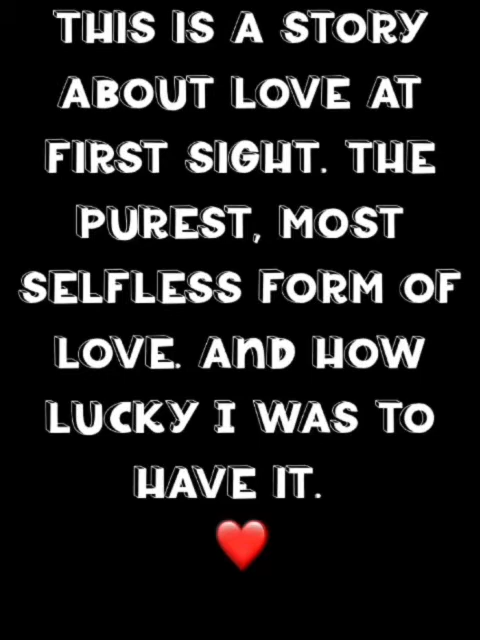 THIS IS A STORY
ABOUT LOVE AT
FIRST SIGHT. THE
PUREST, MOST
SELFLESS FORM OF
LOVE. AND HOW
LUCKY I WAS TO
HAVE IT.
❤️